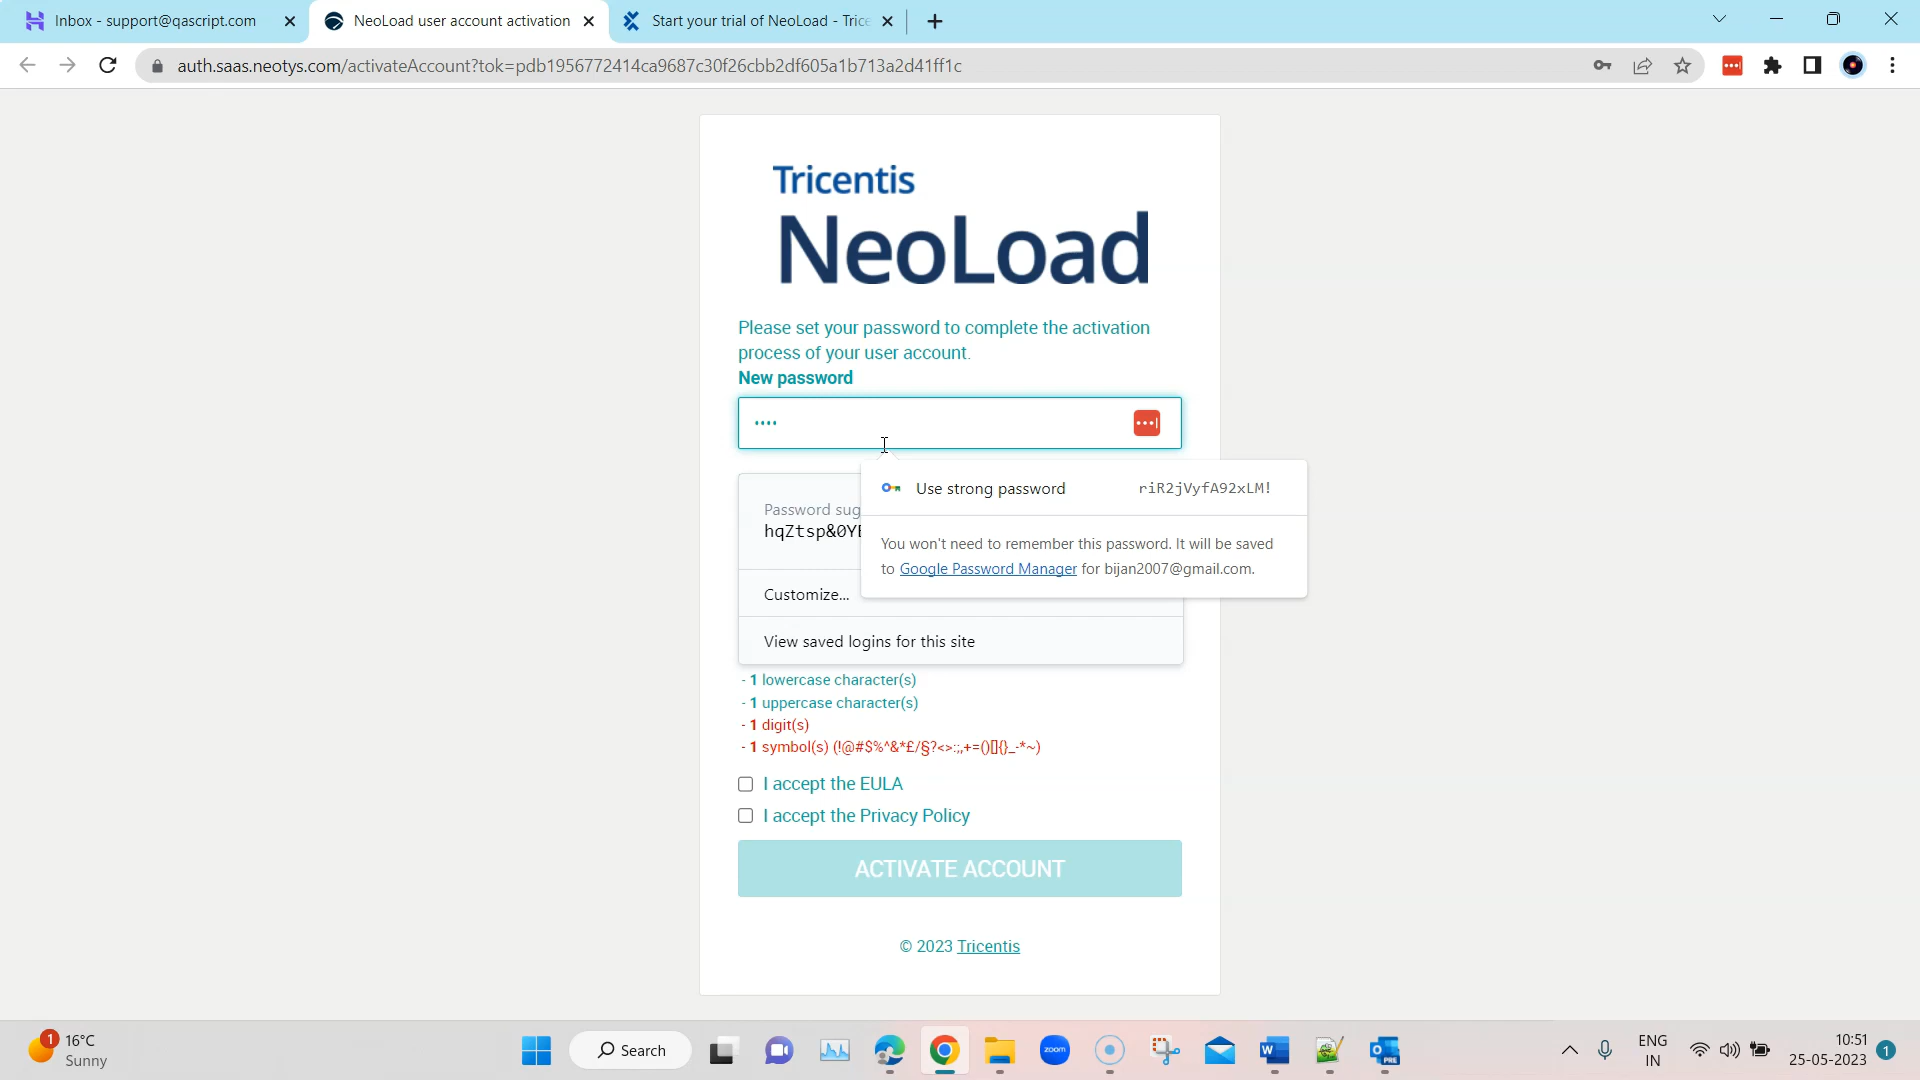 Inbox - support@qascript.com
NeoLoad user account activation
Start your trial of NeoLoad - Trice
auth.saas.neotys.com/activateAccount?tok=pdb1956772414ca9687c30f26cbb2df605a1b713a2d41ff1c
Tricentis
NeoLoad
Please set your password to complete the activation
process of your user account.
New password
Use strong password riR2jVyfA92xLM!
You won't need to remember this password. It will be saved
to Google Password Manager for bijan2007@gmail.com.
Password sug
hqZtsp&0Y
Customize...
View saved logins for this site
- 1 lowercase character(s)
- 1 uppercase character(s)
- 1 digit(s)
- 1 symbol(s) (!@#$%^&*£/§?<>:;,+=()[]{}_-*~)
I accept the EULA
I accept the Privacy Policy
ACTIVATE ACCOUNT
© 2023 Tricentis
1
16°C
Sunny
Search
zoom
PRE
ENG
IN
10:51
25-05-2023
1